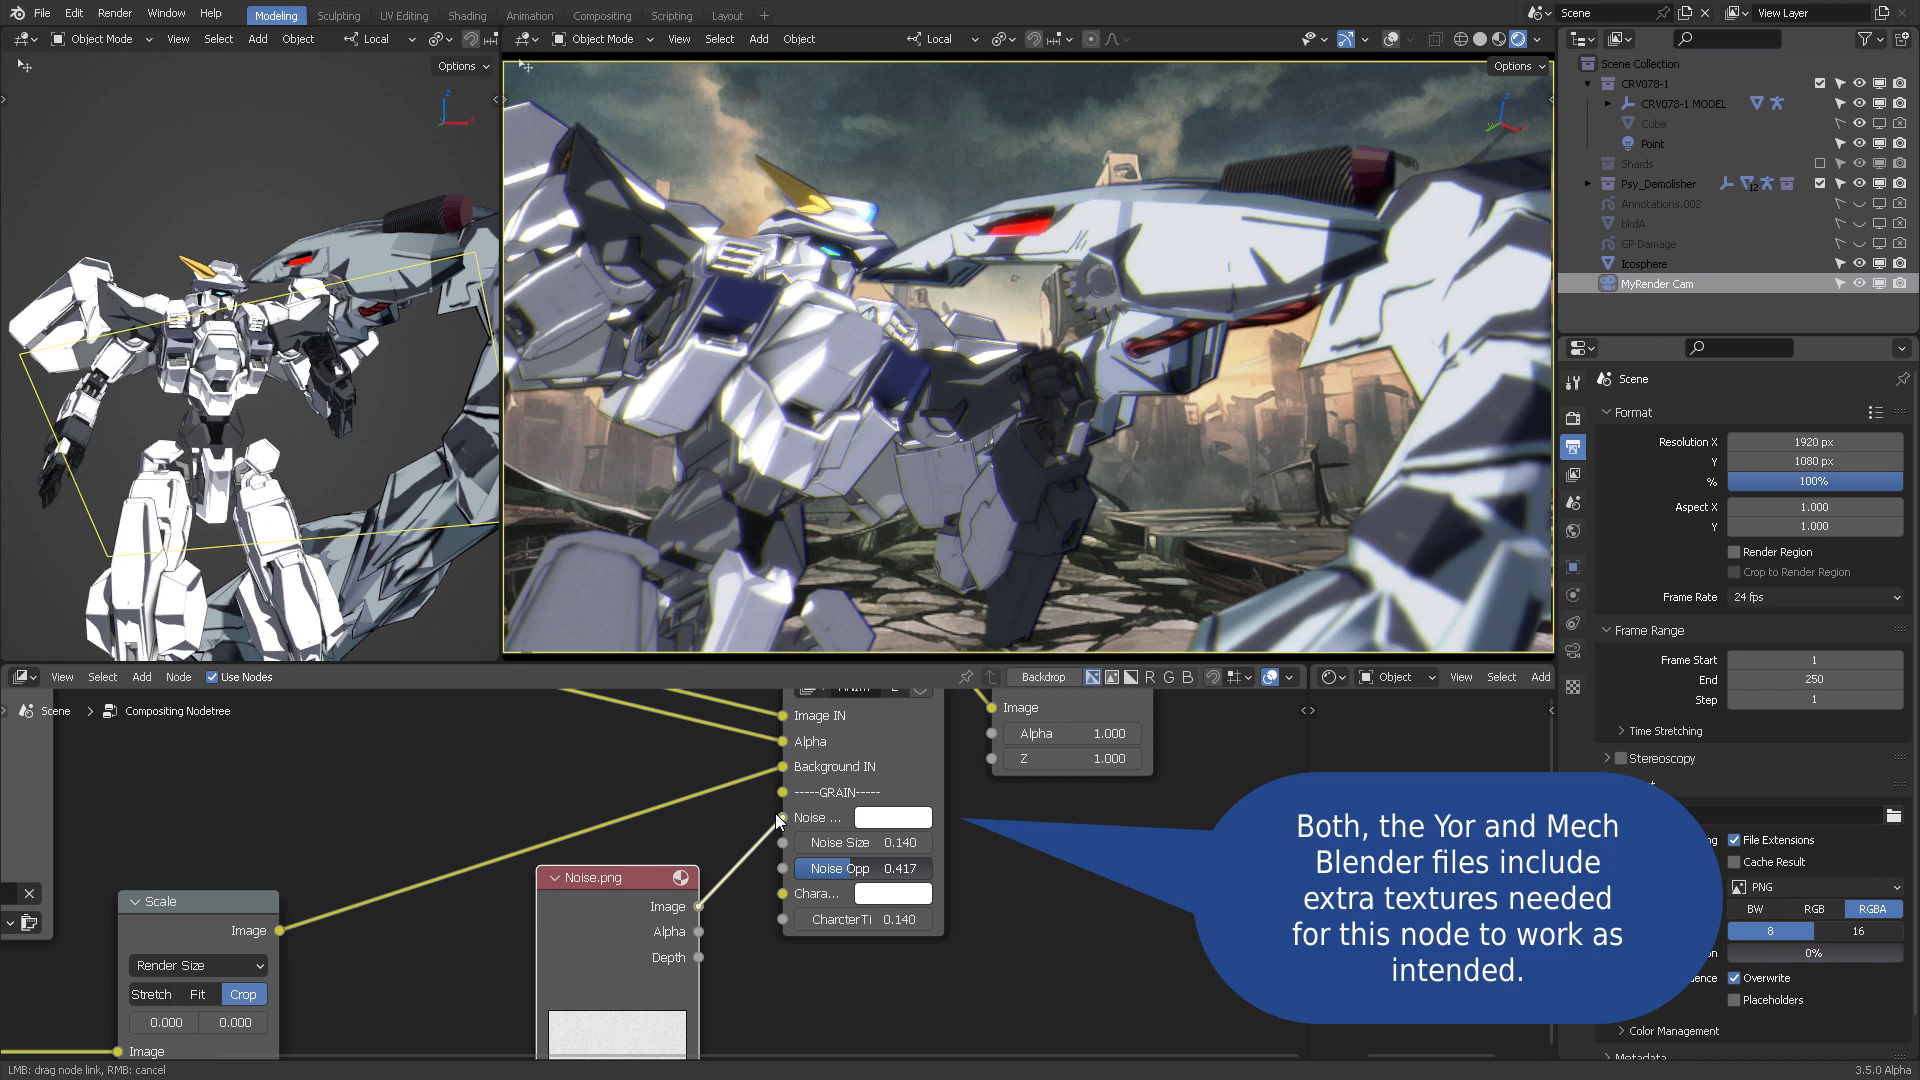 File Edit Render Window Help Modeling Sculpting UV Editing Shading Animation Compositing Scripting Layout + Scene View Layer
Object Mode View Select Add Object Local
Object Mode View Select Add Object Local
Options
Options
Scene Collection
CRV078-1
CRV078-1 MODEL
Cube
Point
Shards
Psy_Demolisher 12
Annotations.002
bkdA
GP Damage
Icosphere
MyRender Cam
Scene
Format
Resolution X 1920 px
Y 1080 px
% 100%
Aspect X 1.000
Y 1.000
Render Region
Crop to Render Region
Frame Rate 24 fps
Frame Range
Frame Start 1
End 250
Step 1
Time Stretching
Stereoscopy
File Extensions
Cache Result
PNG
BW RGB RGBA
8 16
0%
Overwrite
Placeholders
Color Management
Metadata
View Select Add Node Use Nodes Backdrop R G B
Object View Select Add
Scene > Compositing Nodetree
Image IN
Alpha
Background IN
-----GRAIN-----
Noise ...
Noise Size 0.140
Noise Opp 0.417
Chara...
CharcterTi 0.140
Image
Alpha 1.000
Z 1.000
Noise.png
Image
Alpha
Depth
Scale
Image
Render Size
Stretch Fit Crop
0.000 0.000
Image
Both, the Yor and Mech
Blender files include
extra textures needed
for this node to work as
intended.
LMB: drag node link, RMB: cancel
3.5.0 Alpha